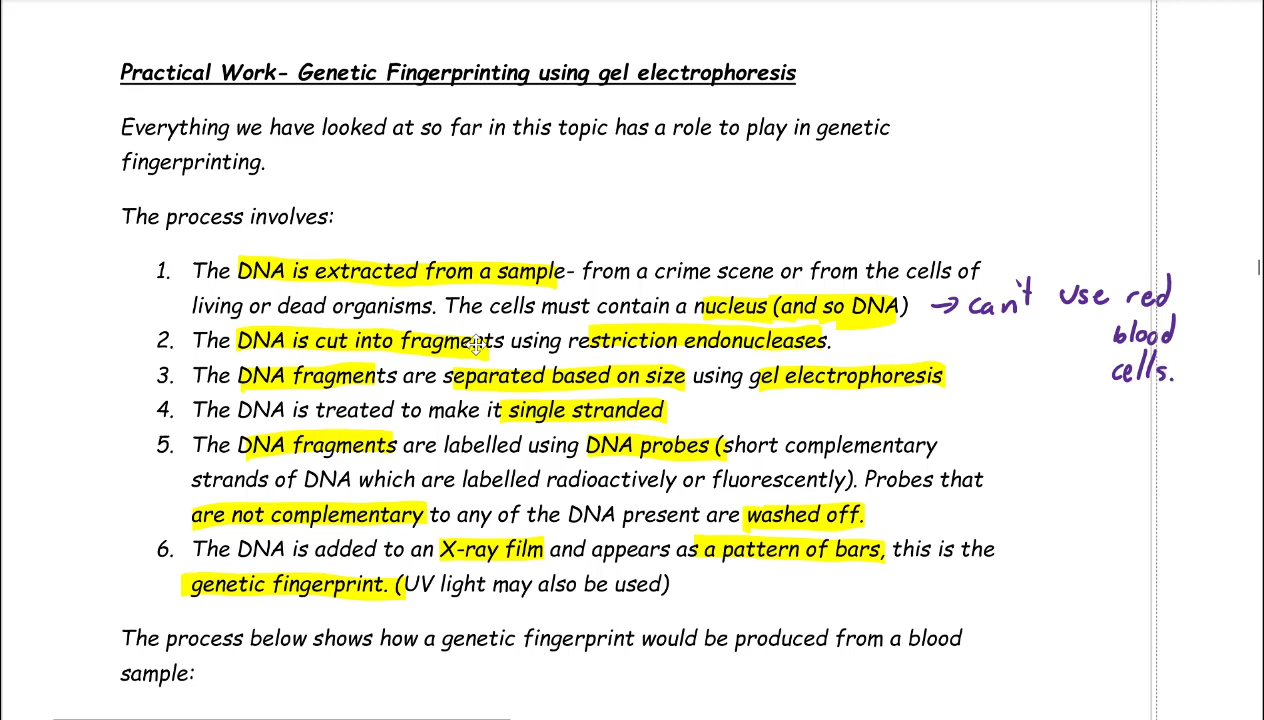 Practical Work- Genetic Fingerprinting using gel electrophoresis
Everything we have looked at so far in this topic has a role to play in genetic
fingerprinting.
The process involves:
1. The DNA is extracted from a sample- from a crime scene or from the cells of
living or dead organisms. The cells must contain a nucleus (and so DNA) → can't use red
blood
2. The DNA is cut into fragments using restriction endonucleases.
cells.
3. The DNA fragments are separated based on size using gel electrophoresis
4. The DNA is treated to make it single stranded
5. The DNA fragments are labelled using DNA probes (short complementary
strands of DNA which are labelled radioactively or fluorescently). Probes that
are not complementary to any of the DNA present are washed off.
6. The DNA is added to an X-ray film and appears as a pattern of bars, this is the
genetic fingerprint. (UV light may also be used)
The process below shows how a genetic fingerprint would be produced from a blood
sample: